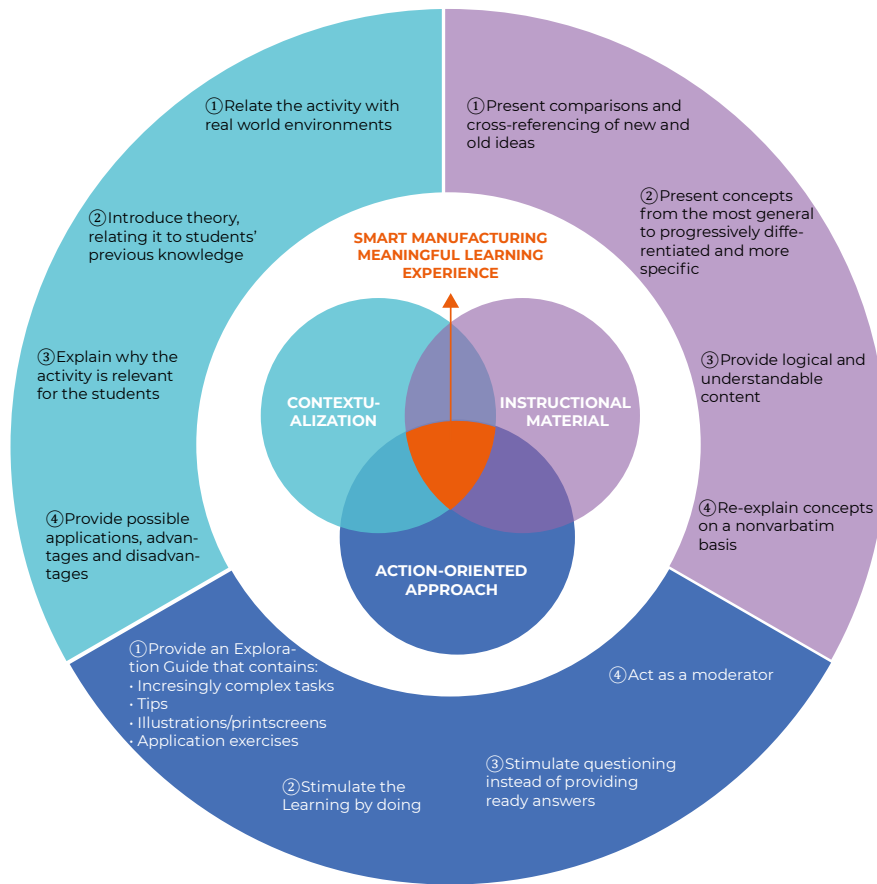 ①Relate the activity with
real world environments
②Introduce theory,
relating it to students’
previous knowledge
③Explain why the
activity is relevant
for the students
④Provide possible
applications, advan-
tages and disadvan-
tages
①Present comparisons and
cross-referencing of new and
old ideas
②Present concepts
from the most general
to progressively diffe-
rentiated and more
specific
③Provide logical and
understandable
content
④Re-explain concepts
on a nonvarbatim
basis
SMART MANUFACTURING
MEANINGFUL LEARNING
EXPERIENCE
CONTEXTU-
ALIZATION
INSTRUCTIONAL
MATERIAL
ACTION-ORIENTED
APPROACH
①Provide an Explora-
tion Guide that contains:
· Incresingly complex tasks
· Tips
· Illustrations/printscreens
· Application exercises
②Stimulate the
Learning by doing
③Stimulate questioning
instead of providing
ready answers
④Act as a moderator